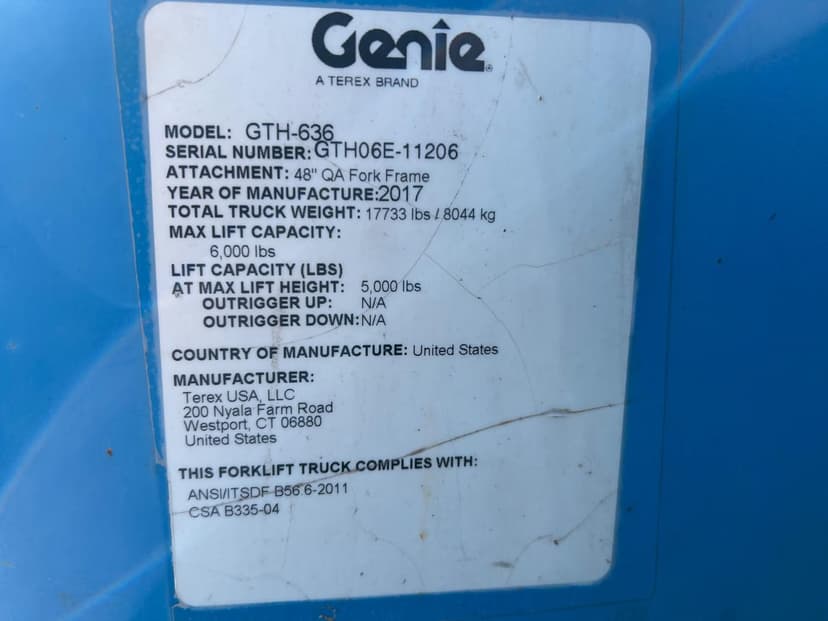 Genie
A TEREX BRAND
MODEL: GTH-636
SERIAL NUMBER: GTH06E-11206
ATTACHMENT: 48" QA Fork Frame
YEAR OF MANUFACTURE: 2017
TOTAL TRUCK WEIGHT: 17733 lbs / 8044 kg
MAX LIFT CAPACITY:
6,000 lbs
LIFT CAPACITY (LBS)
AT MAX LIFT HEIGHT: 5,000 lbs
OUTRIGGER UP: N/A
OUTRIGGER DOWN: N/A
COUNTRY OF MANUFACTURE: United States
MANUFACTURER:
Terex USA, LLC
200 Nyala Farm Road
Westport, CT 06880
United States
THIS FORKLIFT TRUCK COMPLIES WITH:
ANSI/ITSDF B56.6-2011
CSA B335-04